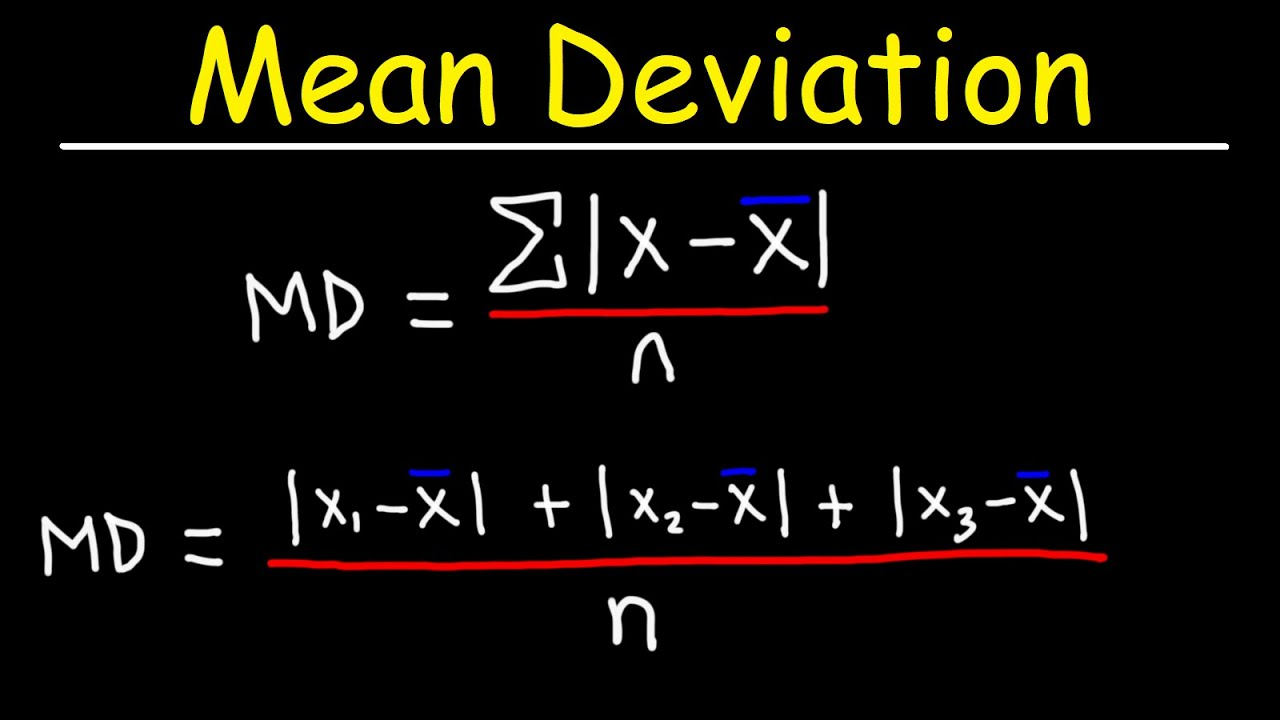 Mean Deviation
MD = Σ|x - x̅| / n
MD = |x₁ - x̅| + |x₂ - x̅| + |x₃ - x̅| / n